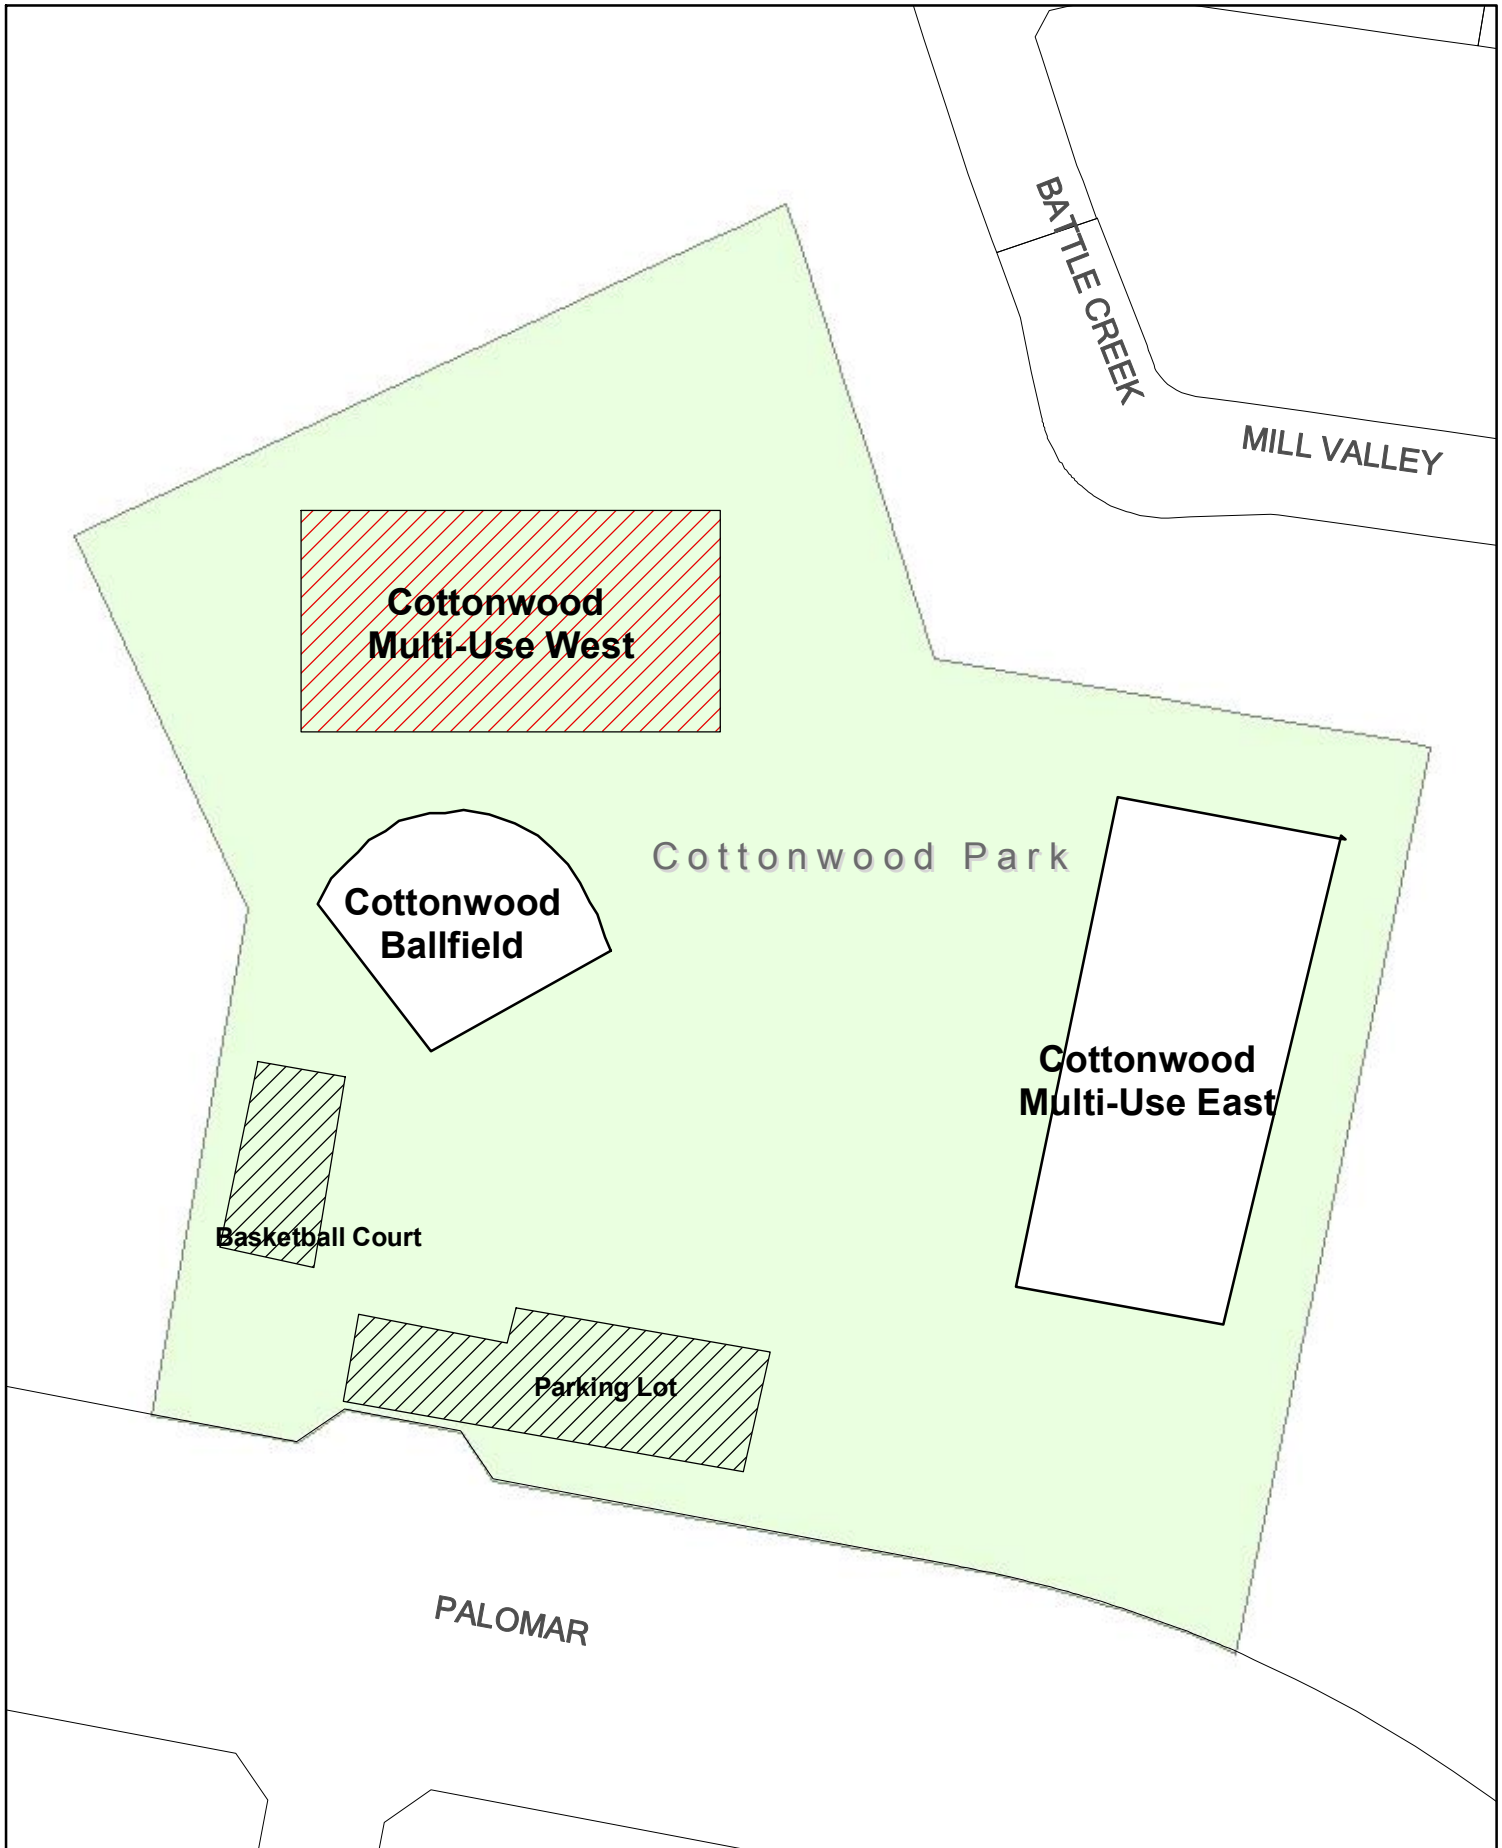 BATTLE CREEK
MILL VALLEY
Cottonwood
Multi-Use West
Cottonwood Park
Cottonwood
Ballfield
Cottonwood
Multi-Use East
Basketball Court
Parking Lot
PALOMAR